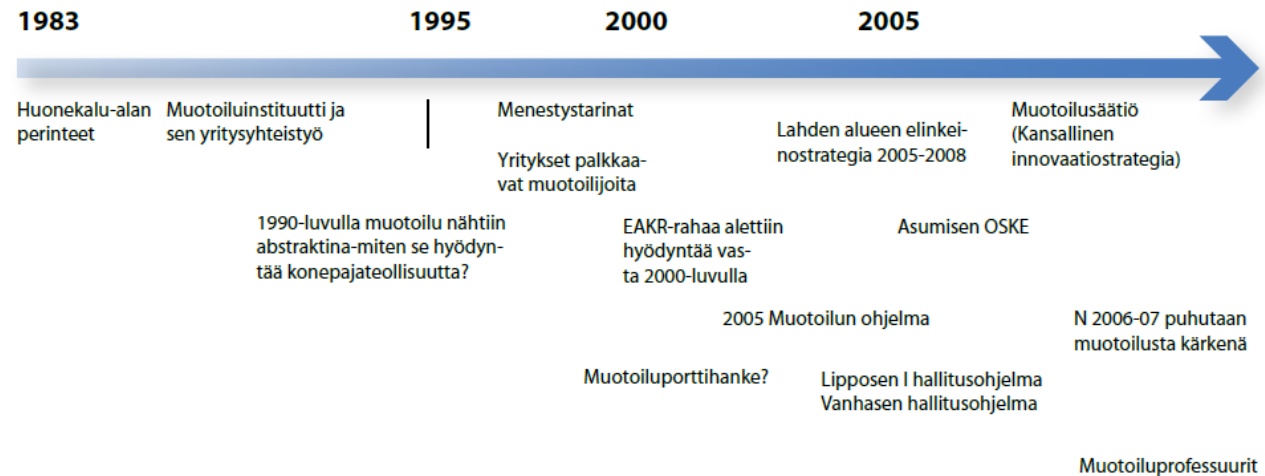 1983
1995
2000
2005
Huonekalu-alan
perinteet
Muotoiluinstituutti ja
sen yritysyhteistyö
Menestystarinat
Yritykset palkkaa-
vat muotoilijoita
Lahden alueen elinkei-
nostrategia 2005-2008
Muotoilusäätiö
(Kansallinen
innovaatiostrategia)
1990-luvulla muotoilu nähtiin
abstraktina-miten se hyödyn-
tää konepajateollisuutta?
EAKR-rahaa alettiin
hyödyntää vas-
ta 2000-luvulla
Asumisen OSKE
2005 Muotoilun ohjelma
N 2006-07 puhutaan
muotoilusta kärkenä
Muotoiluporttihanke?
Lipposen I hallitusohjelma
Vanhasen hallitusohjelma
Muotoiluprofessuurit